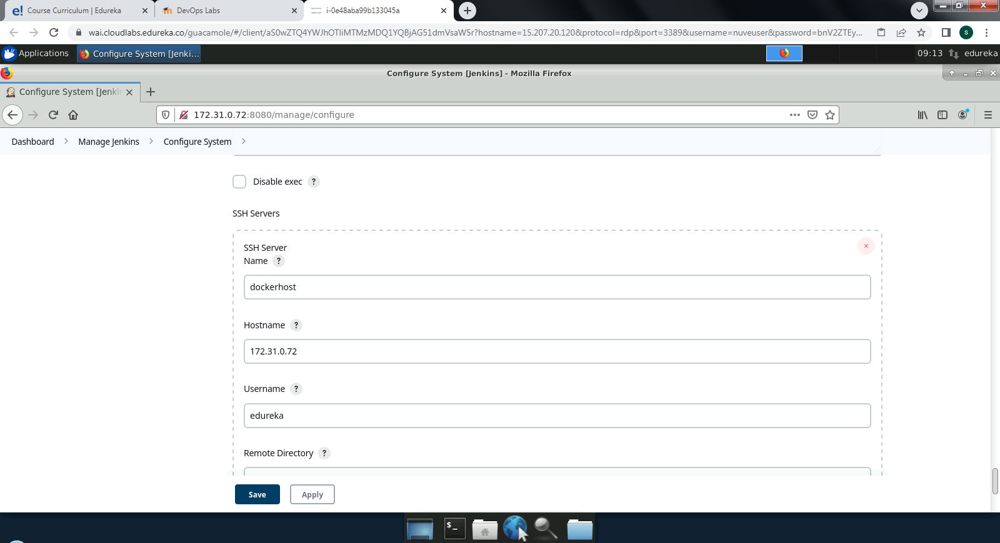 Course Curriculum | Edureka
DevOps Labs
i-0e48aba99b133045a
wai.cloudlabs.edureka.co/guacamole/#/client/aS0wZTQ4YWJhOTliMTMzMDQ1YQBjAG51dmVsaW5r?hostname=15.207.20.120&protocol=rdp&port=3389&username=nuveuser&password=bnV2ZTEy...
S
Applications
Configure System [Jenki...
09:13
edureka
Configure System [Jenkins] - Mozilla Firefox
Configure System [Jenkin
172.31.0.72:8080/manage/configure
Dashboard
Manage Jenkins
Configure System
Disable exec ?
SSH Servers
SSH Server
Name ?
dockerhost
Hostname ?
172.31.0.72
Username ?
edureka
Remote Directory ?
Save
Apply
$_